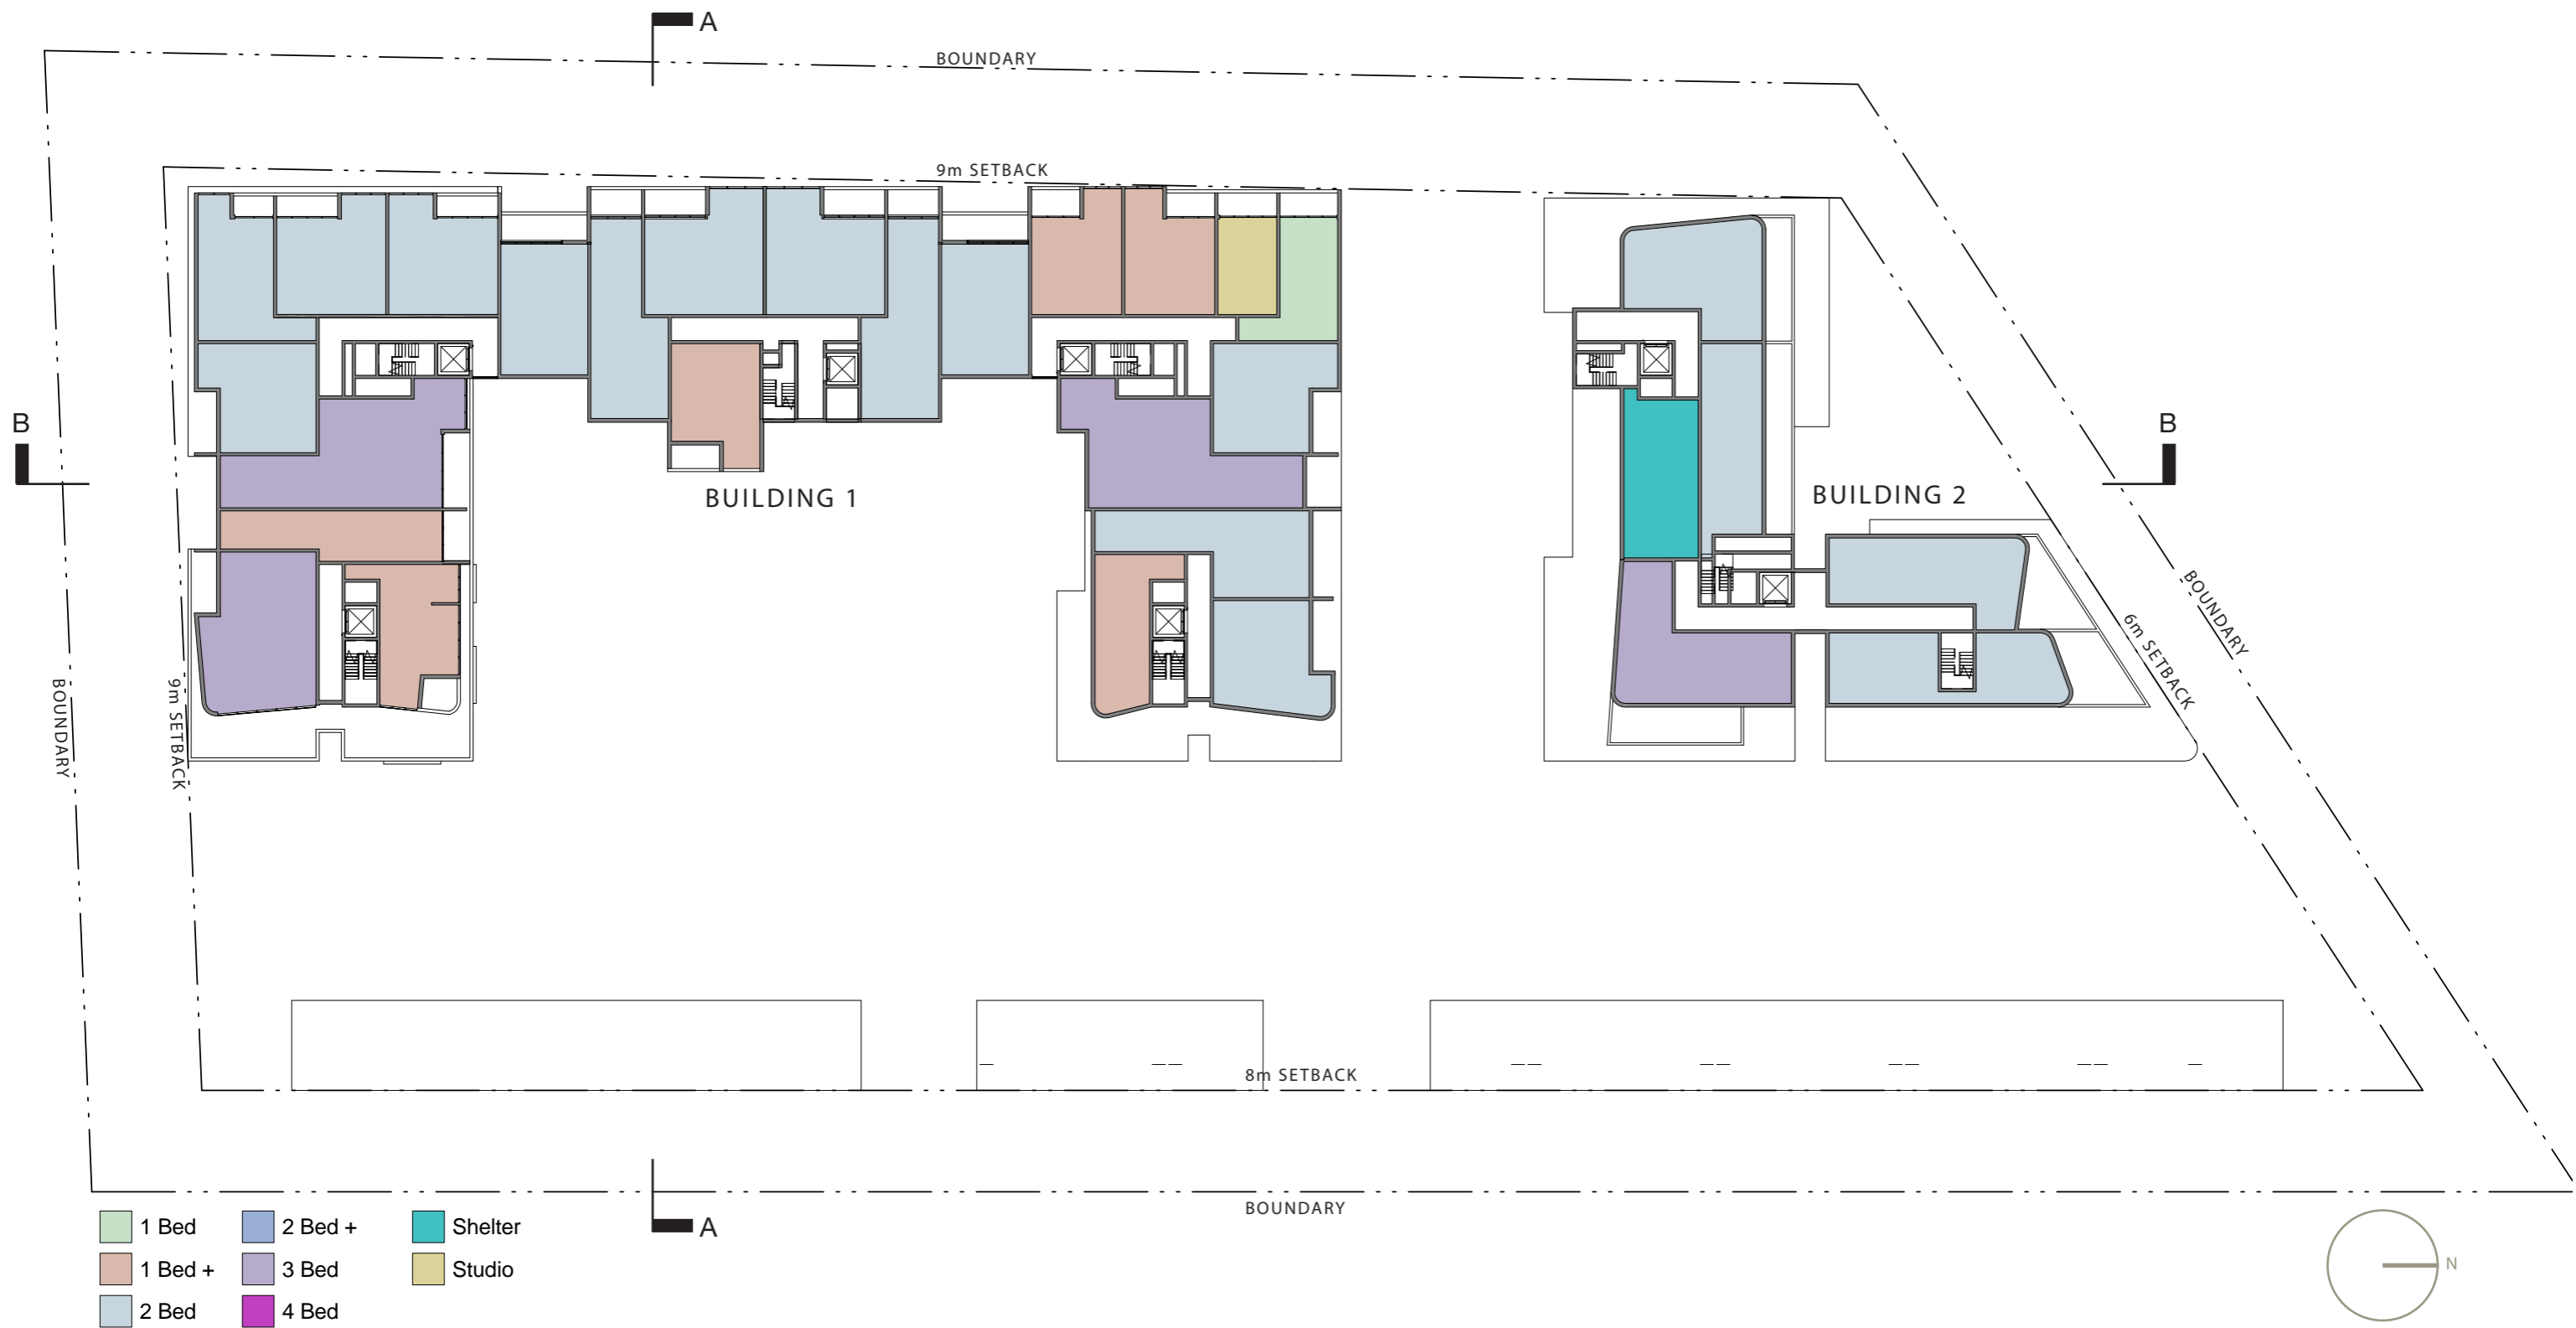 A
BOUNDARY
9m SETBACK
B
B
BUILDING 1
BUILDING 2
BOUNDARY
BOUNDARY
6m SETBACK
9m SETBACK
8m SETBACK
BOUNDARY
A
1 Bed
2 Bed +
Shelter
1 Bed +
3 Bed
Studio
2 Bed
4 Bed
N